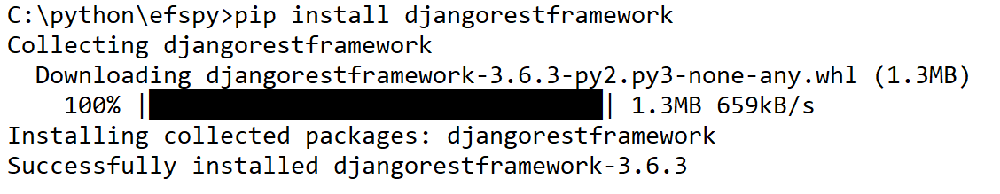 C:\python\efspy>pip install djangorestframework
Collecting djangorestframework
  Downloading djangorestframework-3.6.3-py2.py3-none-any.whl (1.3MB)
    100% |████████████████████████████████| 1.3MB 659kB/s
Installing collected packages: djangorestframework
Successfully installed djangorestframework-3.6.3